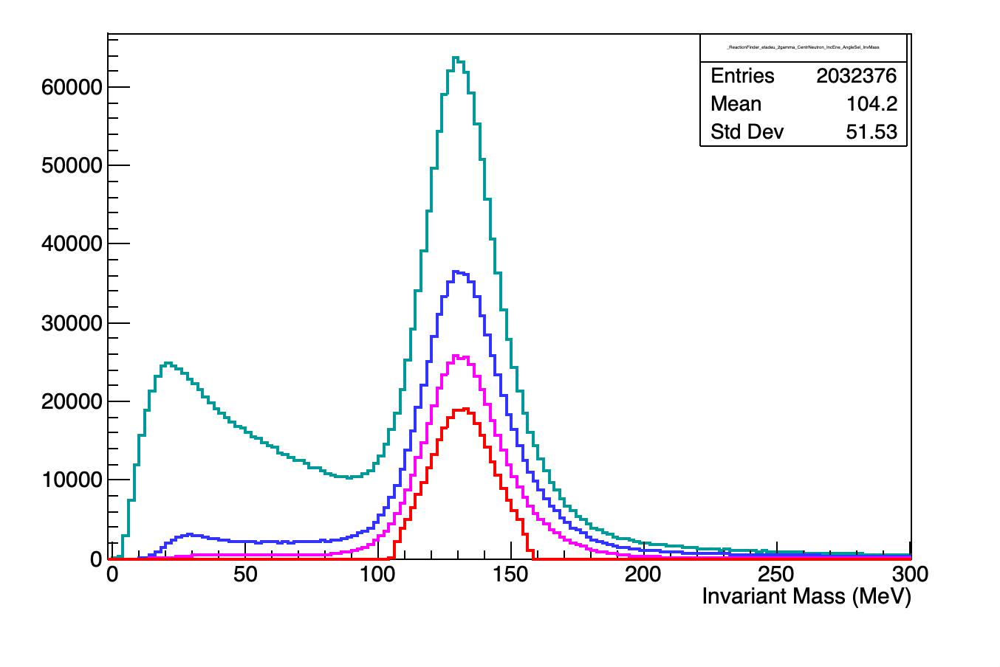 _ReactionFinder_etadeu_2gamma_CentrNeutron_IncEne_AngleSel_InvMass
Entries 2032376
Mean 104.2
Std Dev 51.53
60000
50000
40000
30000
20000
10000
0
0 50 100 150 200 250 300
Invariant Mass (MeV)